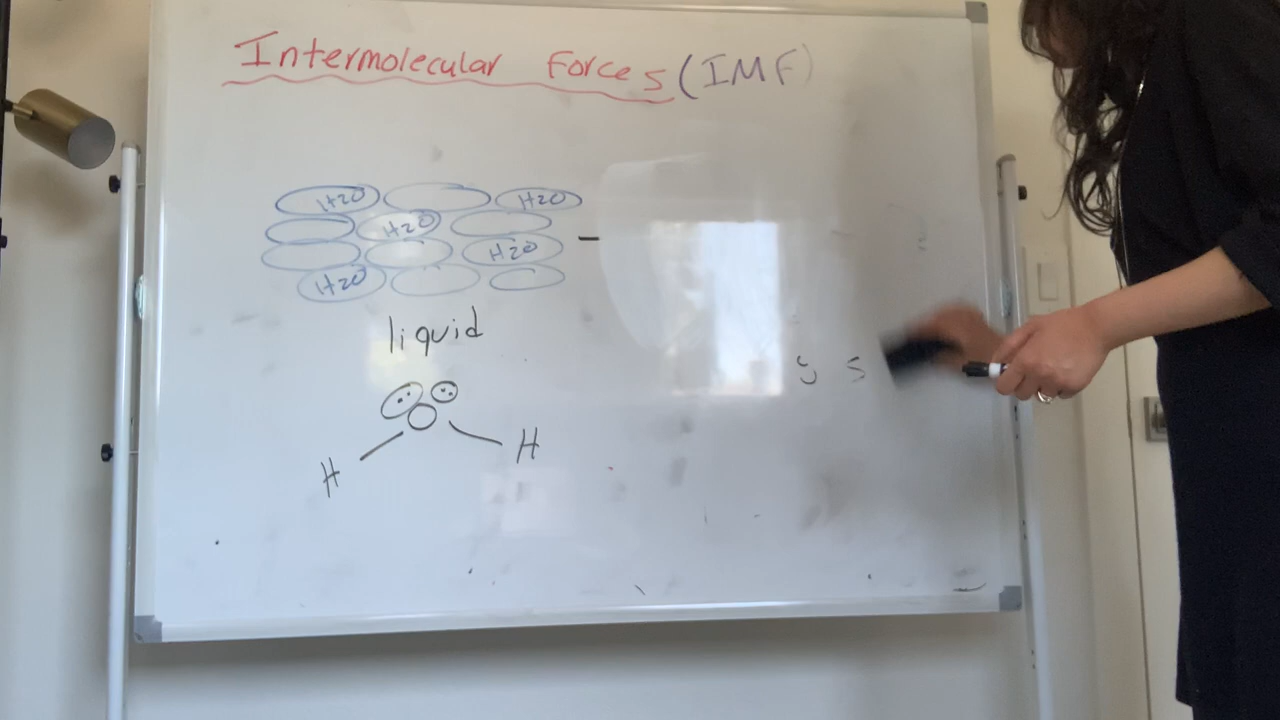 Intermolecular Forces (IMF)
H2O H2O
H2O
H2O
H2O
liquid
O
H H
y s